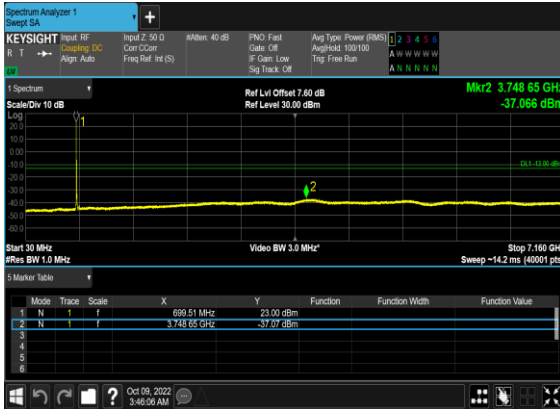 Spectrum Analyzer 1
Swept SA
+
KEYSIGHT Input: RF
R T Coupling: DC
Align: Auto
LXI
Input Z: 50 Ω
Corr CCorr
Freq Ref: Int (S)
#Atten: 40 dB
PNO: Fast
Gate: Off
IF Gain: Low
Sig Track: Off
Avg Type: Power (RMS)
Avg|Hold: 100/100
Trig: Free Run
1 2 3 4 5 6
A W W W W W
A N N N N N
1 Spectrum
Scale/Div 10 dB
Ref Lvl Offset 7.60 dB
Ref Level 30.00 dBm
Mkr2 3.748 65 GHz
-37.066 dBm
Log
20.0
10.0
0.00
-10.0
-20.0
-30.0
-40.0
-50.0
-60.0
1
2
DL1 -13.00 dBm
Start 30 MHz
#Res BW 1.0 MHz
Video BW 3.0 MHz*
Stop 7.160 GH
Sweep ~14.2 ms (40001 pts
5 Marker Table
Mode Trace Scale X Y Function Function Width Function Value
1 N 1 f 699.51 MHz 23.00 dBm
2 N 1 f 3.748 65 GHz -37.07 dBm
3
4
5
6
?
Oct 09, 2022
3:46:06 AM